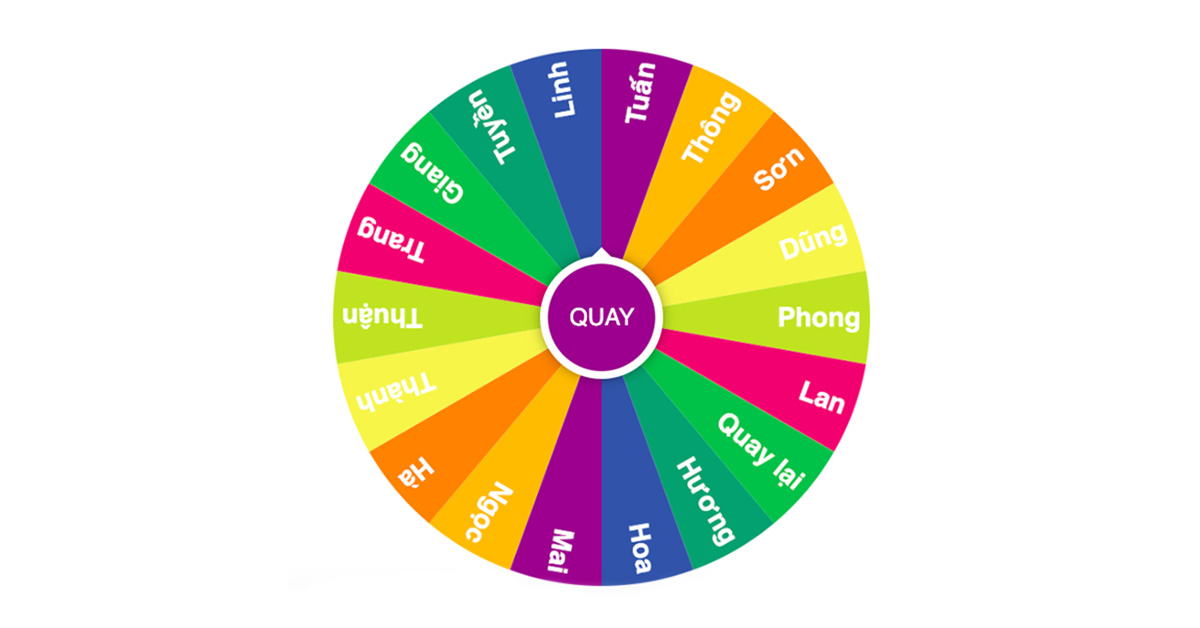 Tuấn
Thông
Sơn
Dũng
Phong
Lan
Quay lại
Hương
Hoa
Mai
Ngọc
Hà
Thành
Thuận
Trang
Giang
Tuyền
Linh
QUAY